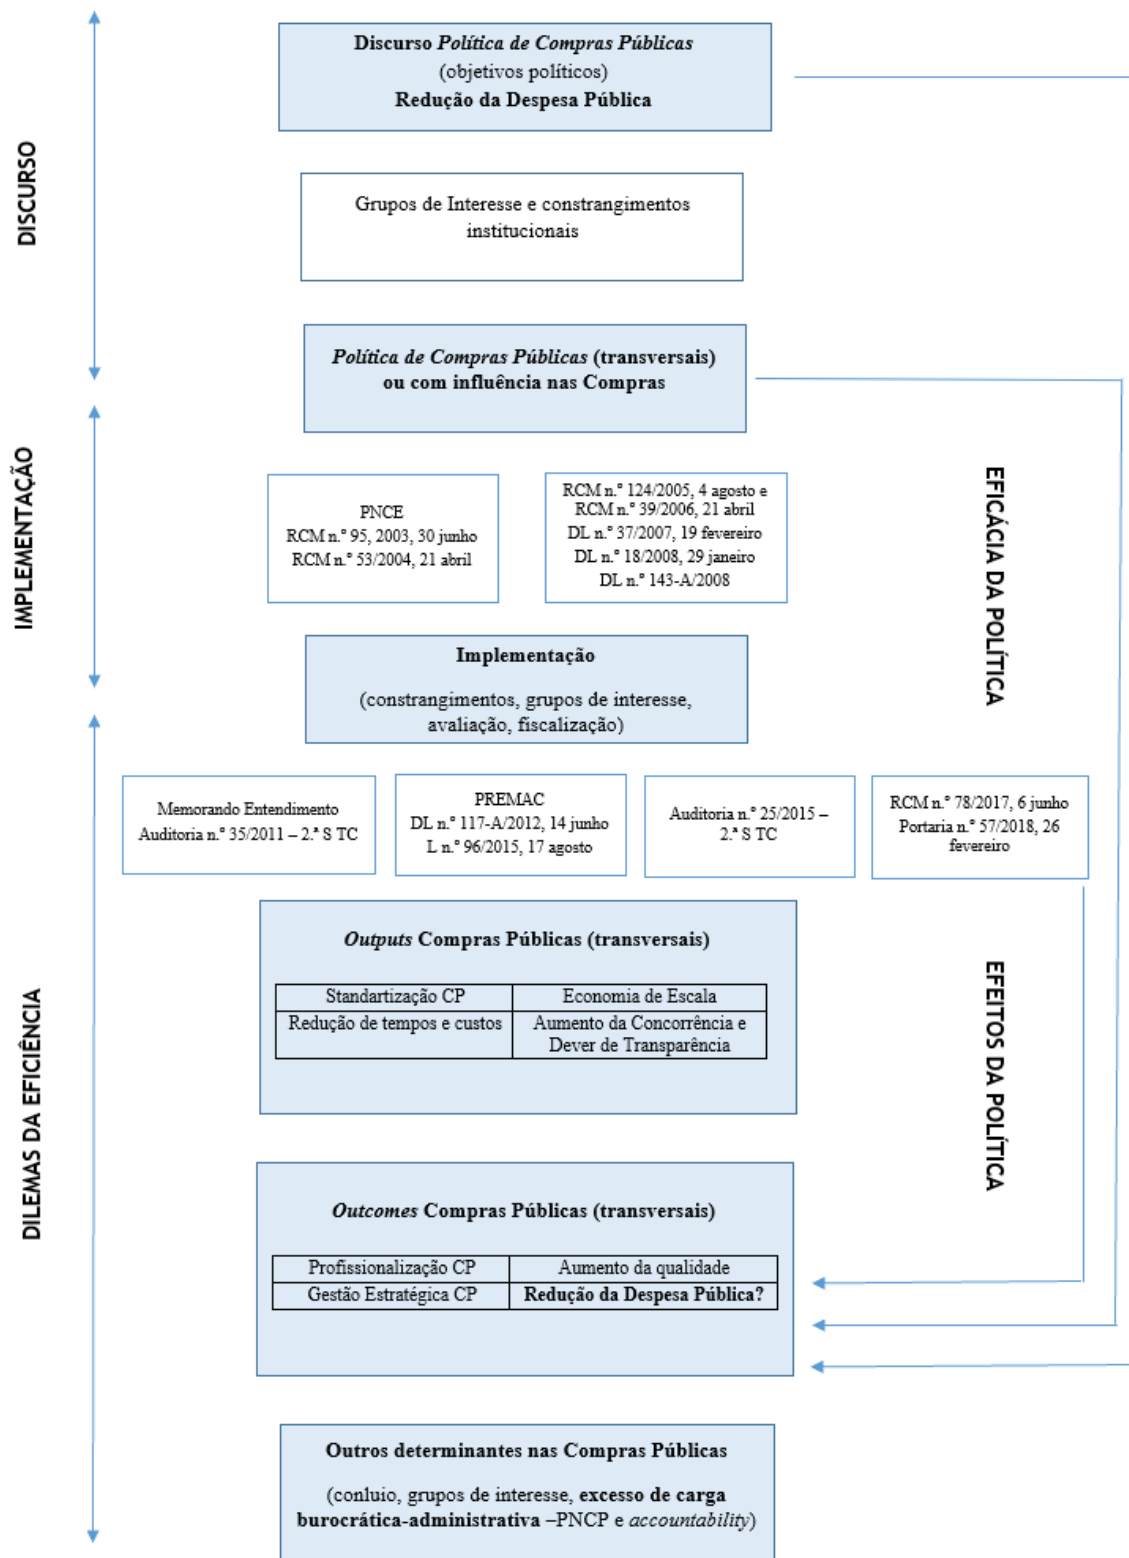 Discurso Política de Compras Públicas
(objetivos políticos)
Redução da Despesa Pública
DISCURSO
Grupos de Interesse e constrangimentos
institucionais
Política de Compras Públicas (transversais)
ou com influência nas Compras
IMPLEMENTAÇÃO
PNCE
RCM n.º 95, 2003, 30 junho
RCM n.º 53/2004, 21 abril
RCM n.º 124/2005, 4 agosto e
RCM n.º 39/2006, 21 abril
DL n.º 37/2007, 19 fevereiro
DL n.º 18/2008, 29 janeiro
DL n.º 143-A/2008
EFICÁCIA DA POLÍTICA
Implementação
(constrangimentos, grupos de interesse,
avaliação, fiscalização)
Memorando Entendimento
Auditoria n.º 35/2011 – 2.ª S TC
PREMAC
DL n.º 117-A/2012, 14 junho
L n.º 96/2015, 17 agosto
Auditoria n.º 25/2015 –
2.ª S TC
RCM n.º 78/2017, 6 junho
Portaria n.º 57/2018, 26
fevereiro
DILEMAS DA EFICIÊNCIA
Outputs Compras Públicas (transversais)
Standartização CP
Economia de Escala
Redução de tempos e custos
Aumento da Concorrência e
Dever de Transparência
EFEITOS DA POLÍTICA
Outcomes Compras Públicas (transversais)
Profissionalização CP
Aumento da qualidade
Gestão Estratégica CP
Redução da Despesa Pública?
Outros determinantes nas Compras Públicas
(conluio, grupos de interesse, excesso de carga
burocrática-administrativa –PNCP e accountability)